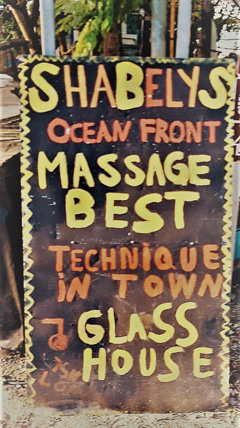 SHABELYS
OCEAN FRONT
MASSAGE
BEST
TECHNIQUE
IN TOWN
GLASS
HOUSE